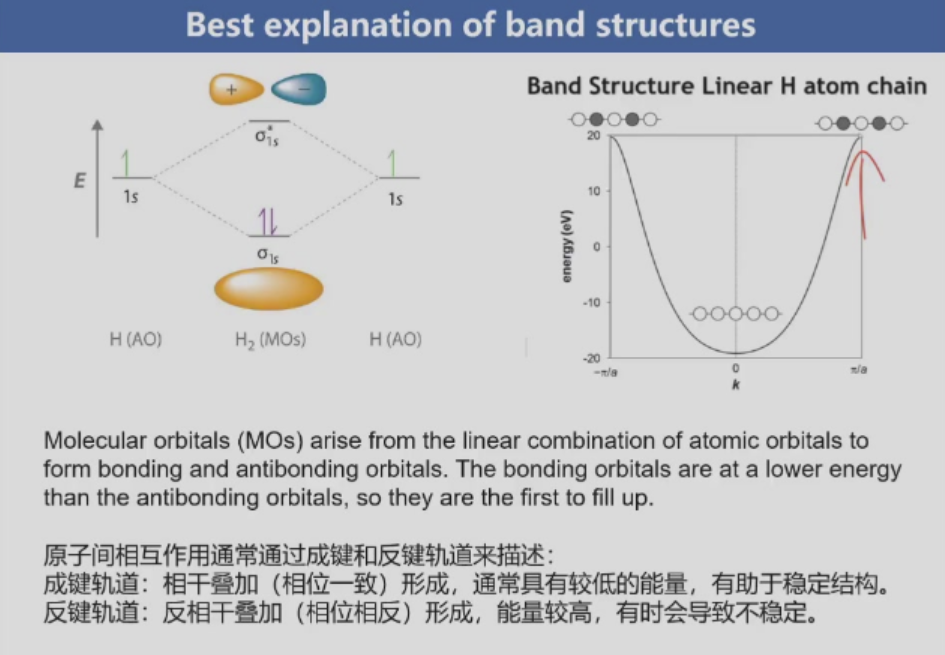 Best explanation of band structures
+
−
σ*1s
E
1s
1s
σ1s
H (AO)
H2 (MOs)
H (AO)
Band Structure Linear H atom chain
20
10
0
-10
-20
energy (eV)
−π/a
0
π/a
k
Molecular orbitals (MOs) arise from the linear combination of atomic orbitals to
form bonding and antibonding orbitals. The bonding orbitals are at a lower energy
than the antibonding orbitals, so they are the first to fill up.
原子间相互作用通常通过成键和反键轨道来描述：
成键轨道：相干叠加（相位一致）形成，通常具有较低的能量，有助于稳定结构。
反键轨道：反相干叠加（相位相反）形成，能量较高，有时会导致不稳定。